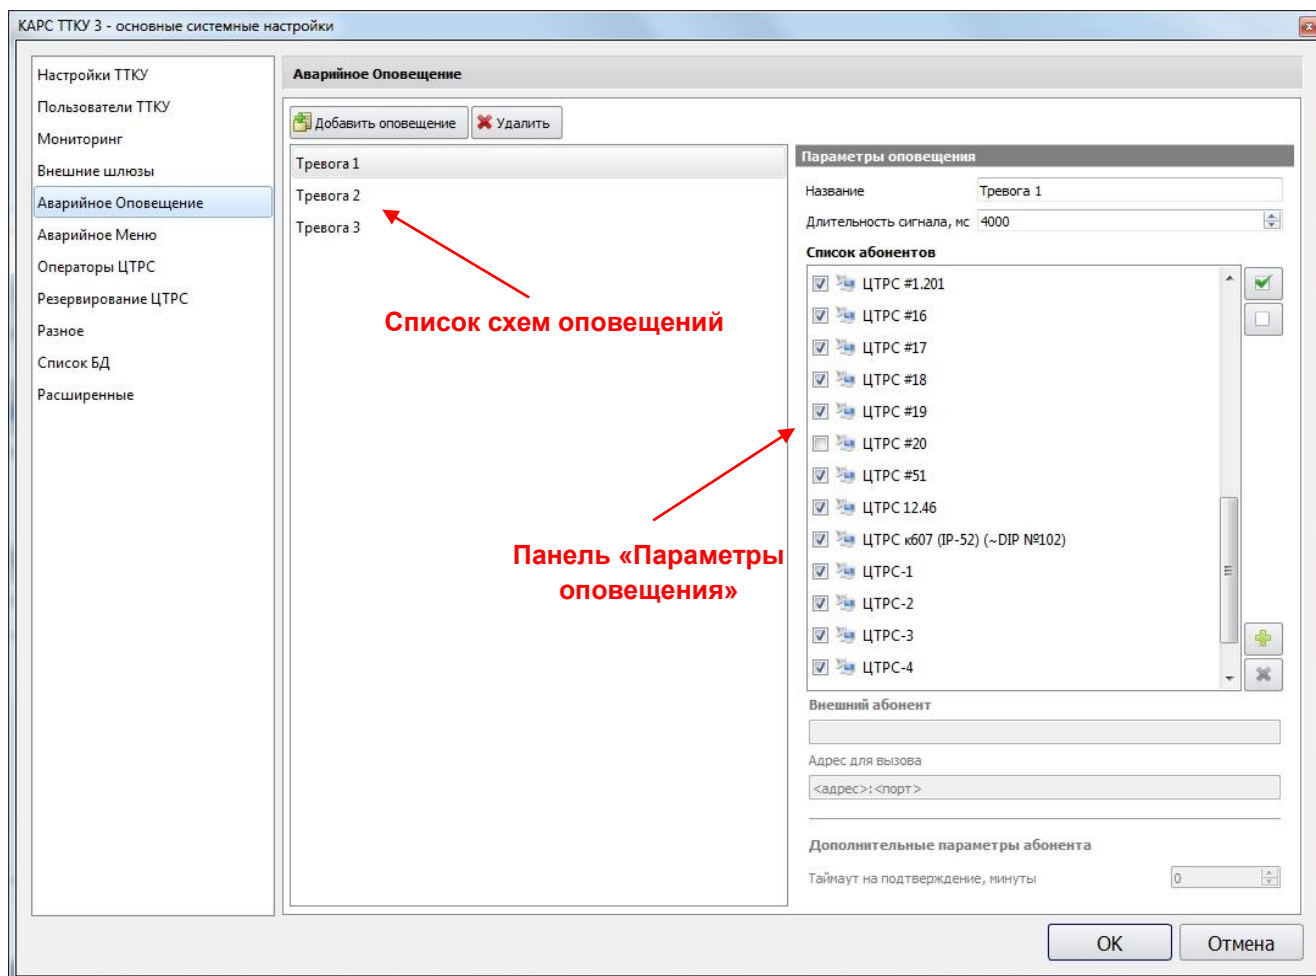 КАРС ТТКУ 3 - основные системные настройки
Настройки ТТКУ
Пользователи ТТКУ
Мониторинг
Внешние шлюзы
Аварийное Оповещение
Аварийное Меню
Операторы ЦТРС
Резервирование ЦТРС
Разное
Список БД
Расширенные
Аварийное Оповещение
Добавить оповещение
Удалить
Тревога 1
Тревога 2
Тревога 3
Список схем оповещений
Панель «Параметры
оповещения»
Параметры оповещения
Название Тревога 1
Длительность сигнала, мс 4000
Список абонентов
ЦТРС #1.201
ЦТРС #16
ЦТРС #17
ЦТРС #18
ЦТРС #19
ЦТРС #20
ЦТРС #51
ЦТРС 12.46
ЦТРС к607 (IP-52) (~DIP №102)
ЦТРС-1
ЦТРС-2
ЦТРС-3
ЦТРС-4
Внешний абонент
Адрес для вызова
<адрес>:<порт>
Дополнительные параметры абонента
Таймаут на подтверждение, минуты 0
OK
Отмена